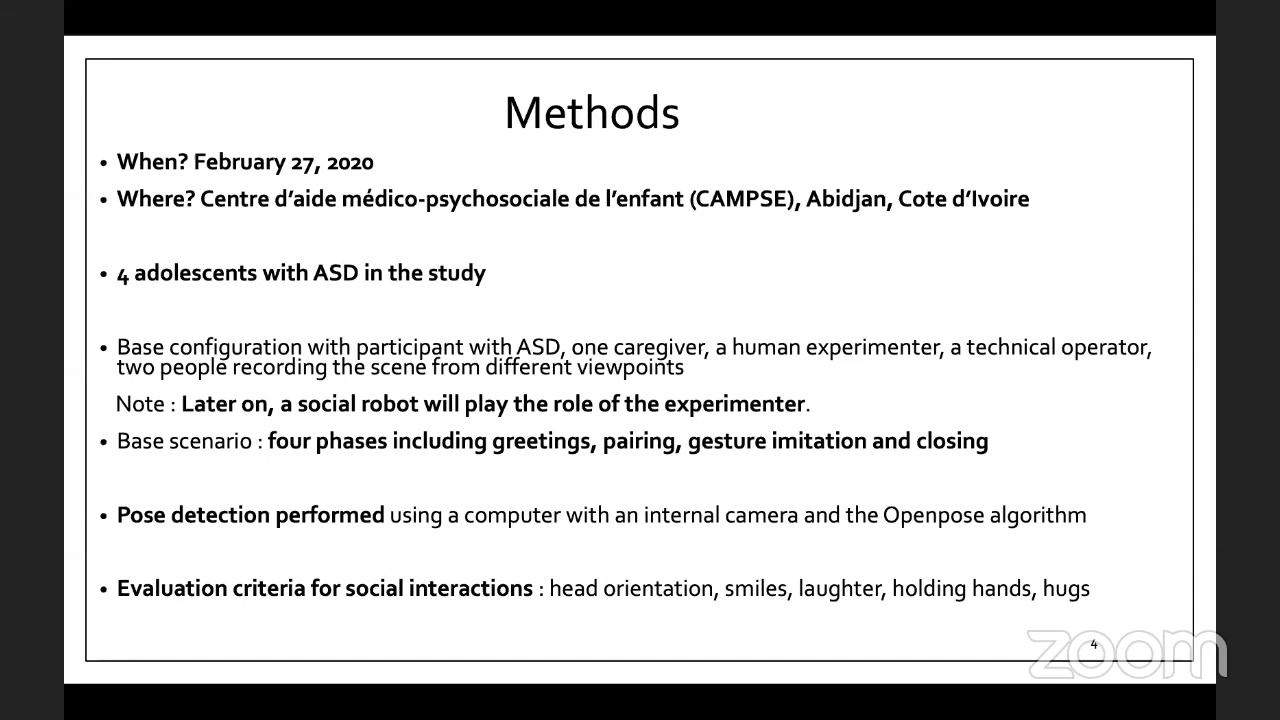 Methods
• When? February 27, 2020
• Where? Centre d'aide médico-psychosociale de l'enfant (CAMPSE), Abidjan, Cote d'Ivoire
• 4 adolescents with ASD in the study
• Base configuration with participant with ASD, one caregiver, a human experimenter, a technical operator,
two people recording the scene from different viewpoints
Note : Later on, a social robot will play the role of the experimenter.
• Base scenario : four phases including greetings, pairing, gesture imitation and closing
• Pose detection performed using a computer with an internal camera and the Openpose algorithm
• Evaluation criteria for social interactions : head orientation, smiles, laughter, holding hands, hugs
4
zoom